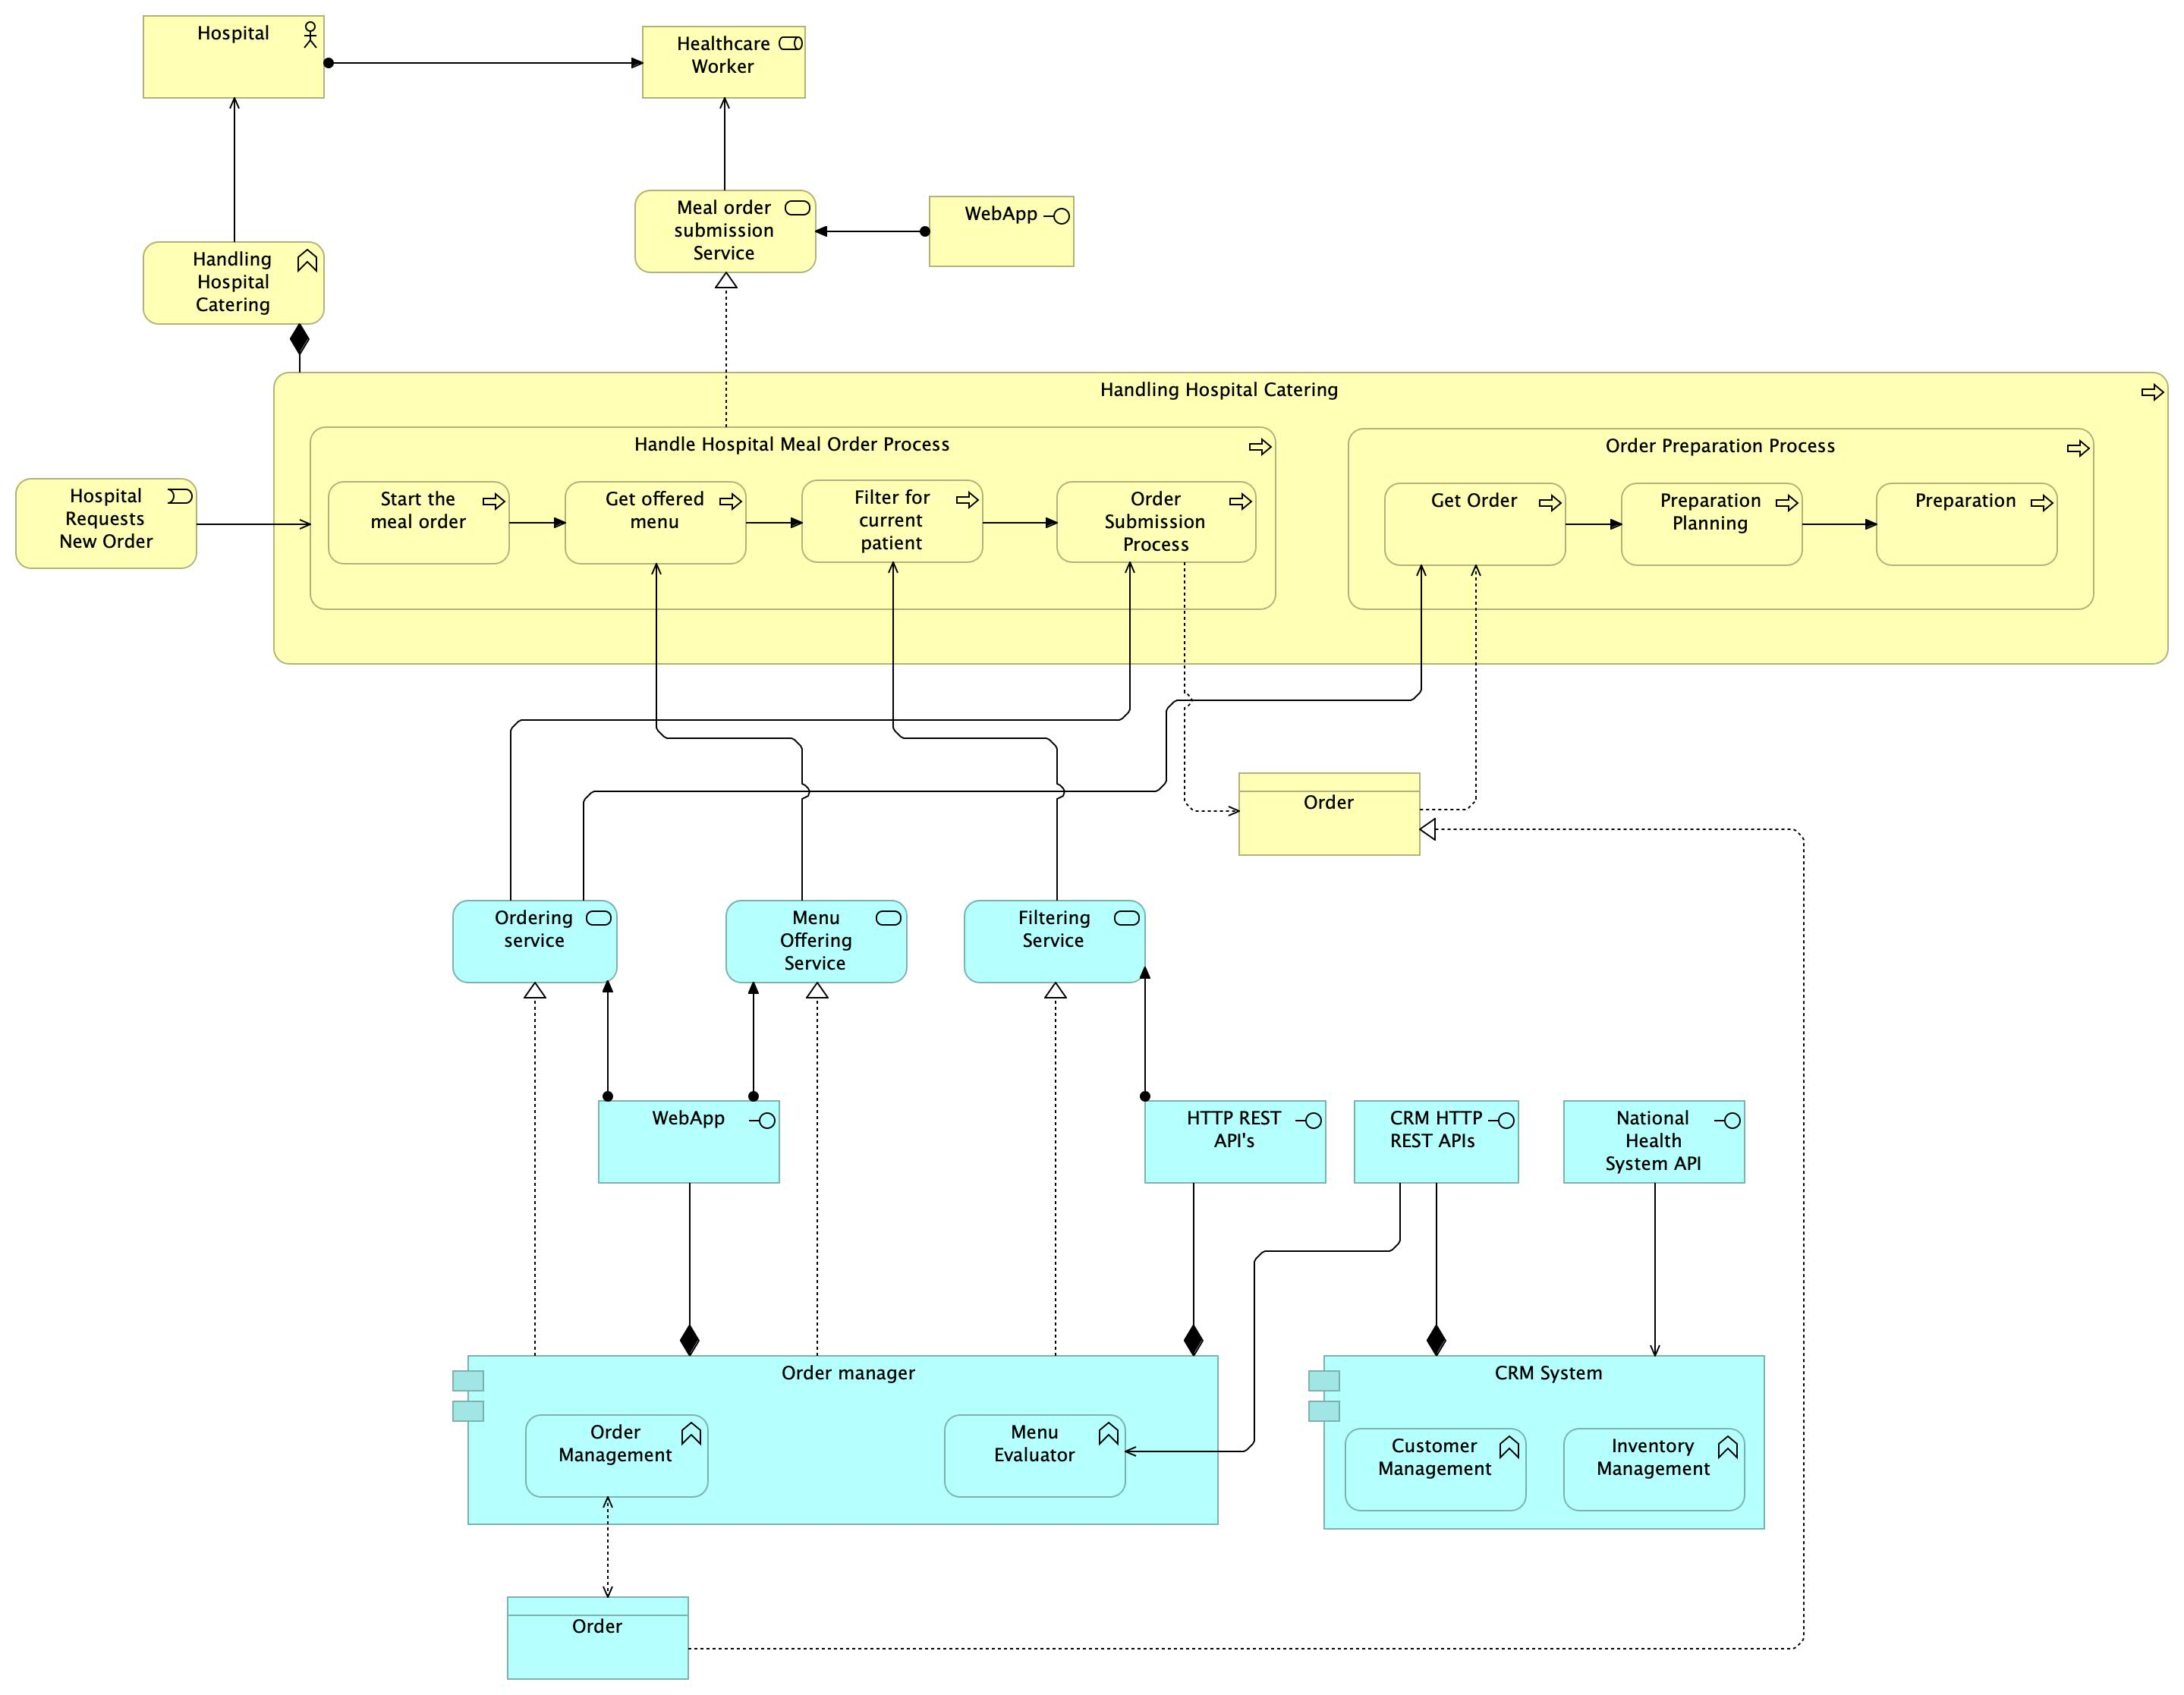 Hospital
Healthcare
Worker
Meal order
submission
Service
WebApp
Handling
Hospital
Catering
Handling Hospital Catering
Handle Hospital Meal Order Process
Order Preparation Process
Hospital
Requests
New Order
Start the
meal order
Get offered
menu
Filter for
current
patient
Order
Submission
Process
Get Order
Preparation
Planning
Preparation
Order
Ordering
service
Menu
Offering
Service
Filtering
Service
WebApp
HTTP REST
API's
CRM HTTP
REST APIs
National
Health
System API
Order manager
CRM System
Order
Management
Menu
Evaluator
Customer
Management
Inventory
Management
Order